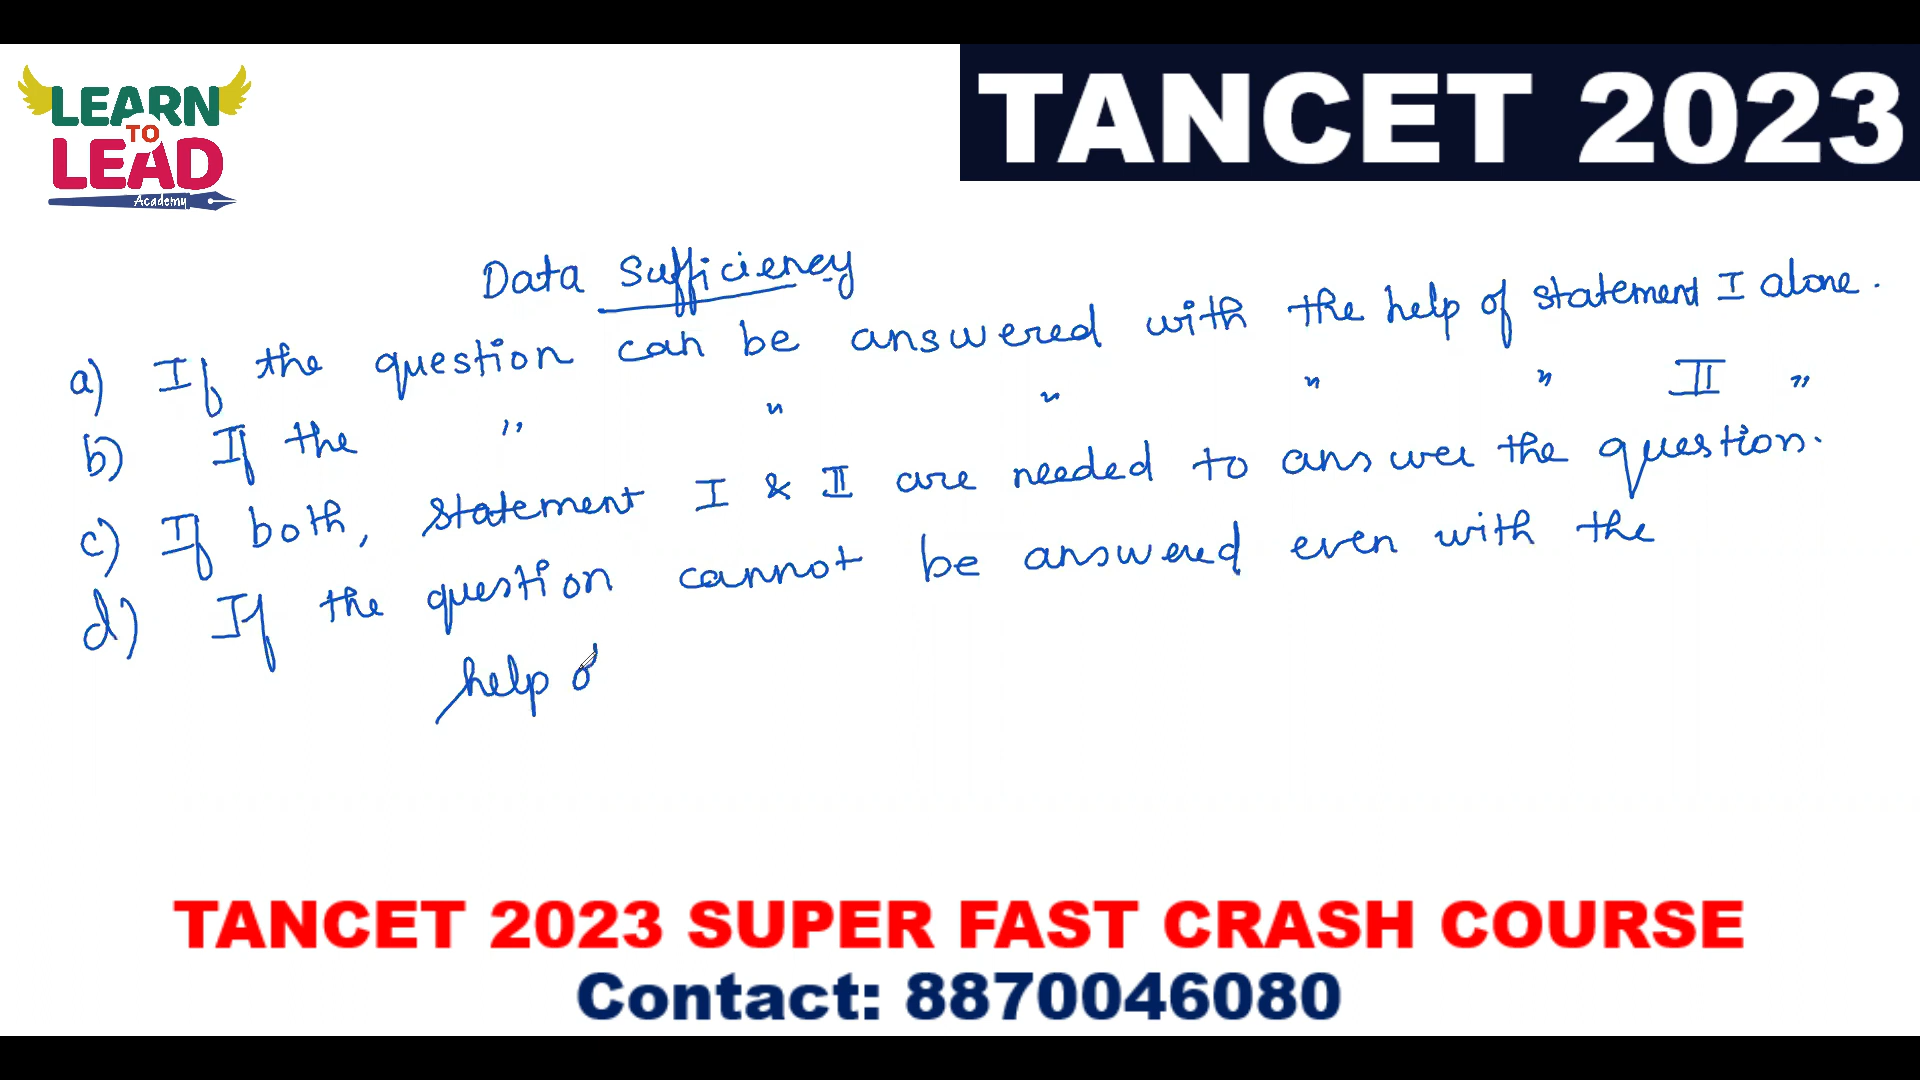 LEARN
TO
LEAD
Academy
TANCET 2023
Data Sufficiency
a) If the question can be answered with the help of statement I alone.
b) If the " " " " " II "
c) If both, statement I & II are needed to answer the question.
d) If the question cannot be answered even with the
help o
TANCET 2023 SUPER FAST CRASH COURSE
Contact: 8870046080